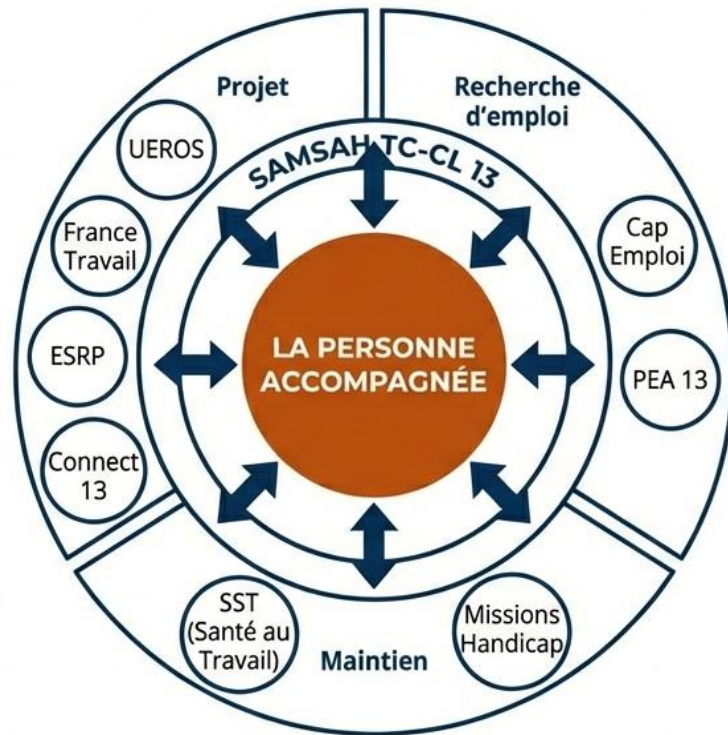 Projet
Recherche
d'emploi
UEROS
SAMSAH TC-CL 13
France
Travail
Cap
Emploi
ESRP
LA PERSONNE
ACCOMPAGNÉE
PEA 13
Connect
13
SST
(Santé au
Travail)
Maintien
Missions
Handicap